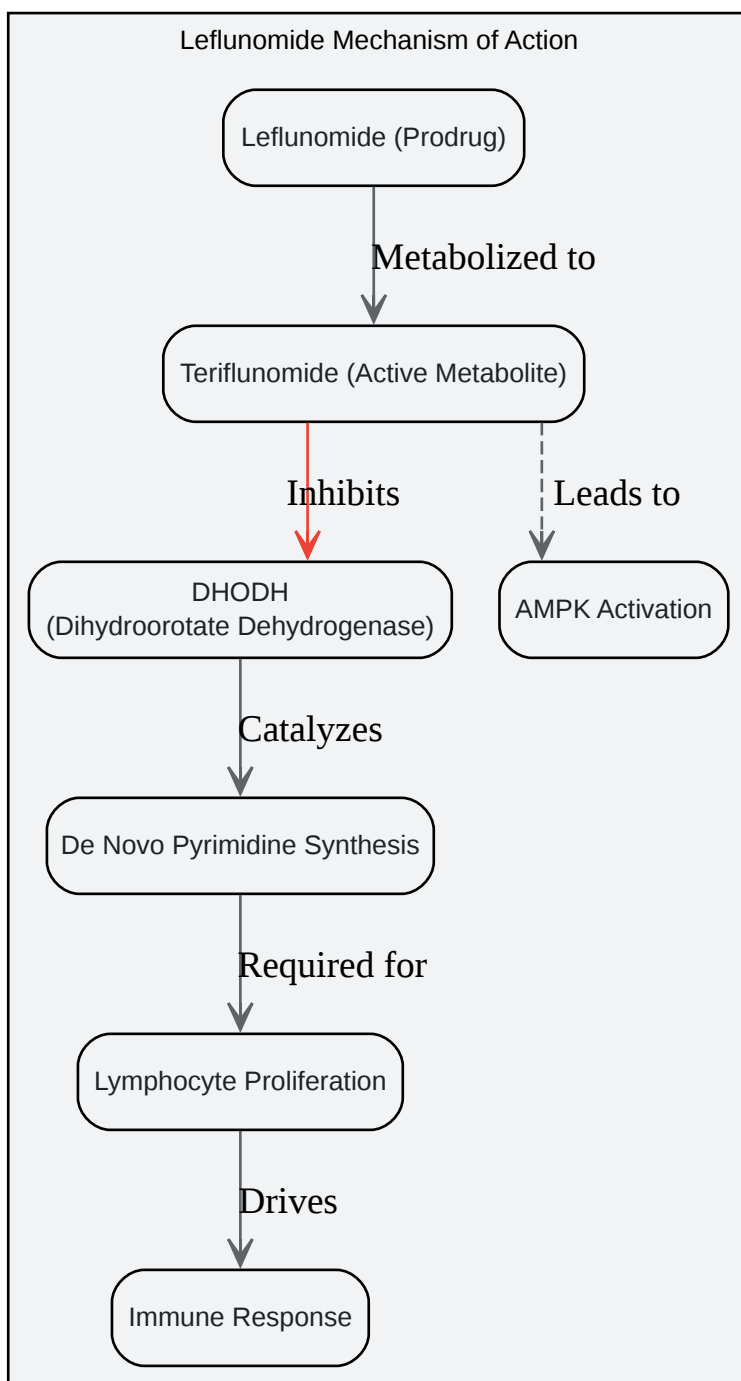 Leflunomide Mechanism of Action
Leflunomide (Prodrug)
Metabolized to
Teriflunomide (Active Metabolite)
Inhibits
Leads to
DHODH
(Dihydroorotate Dehydrogenase)
AMPK Activation
Catalyzes
De Novo Pyrimidine Synthesis
Required for
Lymphocyte Proliferation
Drives
Immune Response